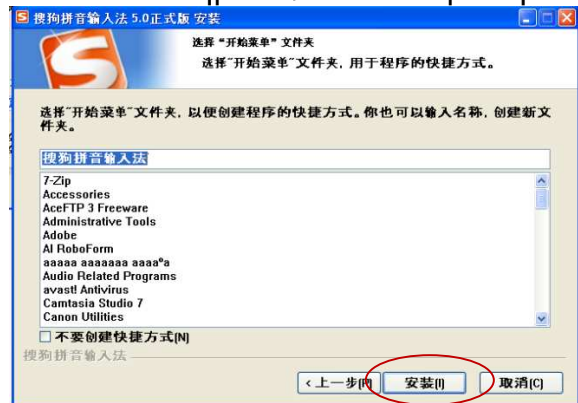 搜狗拼音输入法 5.0正式版 安装
选择“开始菜单”文件夹
选择“开始菜单”文件夹，用于程序的快捷方式。
选择“开始菜单”文件夹，以便创建程序的快捷方式。你也可以输入名称，创建新文
件夹。
搜狗拼音输入法
7-Zip
Accessories
AceFTP 3 Freeware
Administrative Tools
Adobe
AI RoboForm
aaaaa aaaaaaa aaaaºa
Audio Related Programs
avast! Antivirus
Camtasia Studio 7
Canon Utilities
不要创建快捷方式(N)
搜狗拼音输入法
<上一步(P) 安装(I) 取消(C)